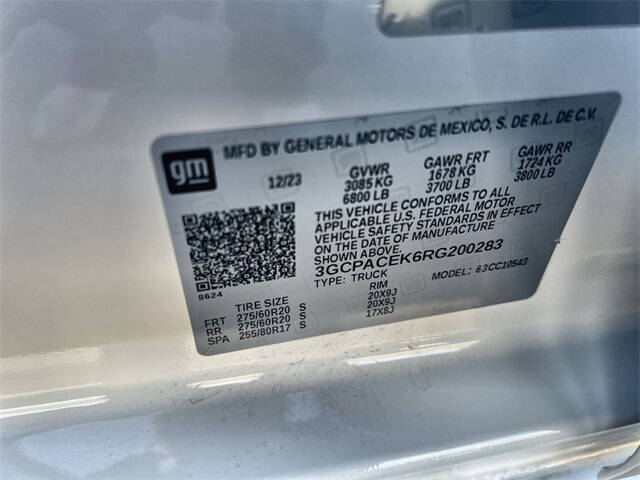 gm MFD BY GENERAL MOTORS DE MEXICO, S. DE R.L. DE C.V.
12/23 GVWR GAWR FRT GAWR RR
3085 KG 1678 KG 1724 KG
6800 LB 3700 LB 3800 LB
THIS VEHICLE CONFORMS TO ALL
APPLICABLE U.S. FEDERAL MOTOR
VEHICLE SAFETY STANDARDS IN EFFECT
ON THE DATE OF MANUFACTURE
SHOWN ABOVE.
3GCPACEK6RG200283
8624 TYPE: TRUCK MODEL: 63CC10543
TIRE SIZE RIM
FRT 275/60R20 S 20X9J
RR 275/60R20 S 20X9J
SPA 255/80R17 S 17X8J